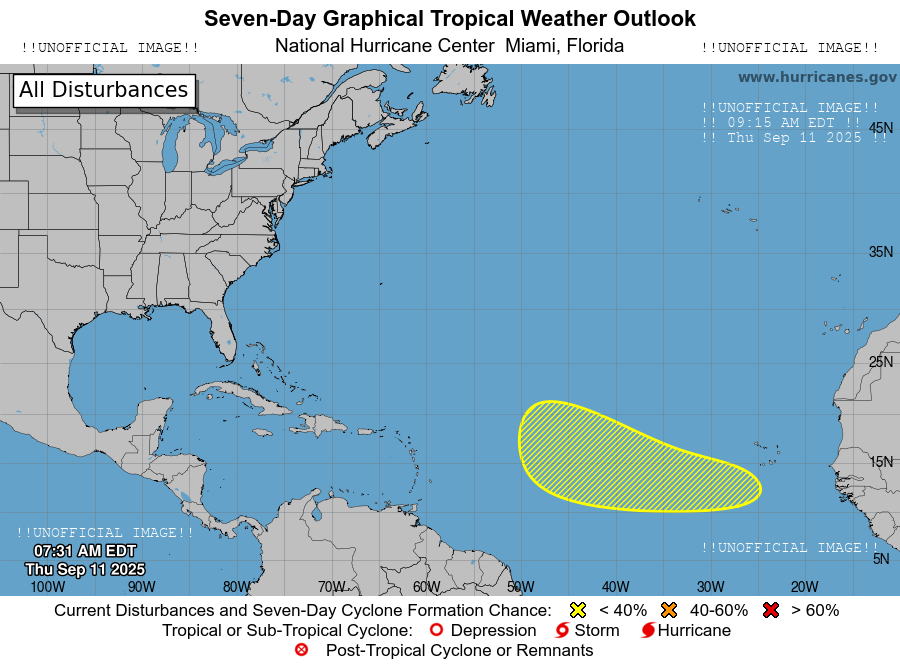 Seven-Day Graphical Tropical Weather Outlook
!!UNOFFICIAL IMAGE!! National Hurricane Center Miami, Florida !!UNOFFICIAL IMAGE!!
All Disturbances
www.hurricanes.gov
!!UNOFFICIAL IMAGE!!
!! 09:15 AM EDT !!
!! Thu Sep 11 2025 !!
45N
35N
25N
15N
!!UNOFFICIAL IMAGE!!
07:31 AM EDT
Thu Sep 11 2025
!!UNOFFICIAL IMAGE!!
5N
100W 90W 80W 70W 60W 50W 40W 30W 20W
Current Disturbances and Seven-Day Cyclone Formation Chance: < 40% 40-60% > 60%
Tropical or Sub-Tropical Cyclone: Depression Storm Hurricane
Post-Tropical Cyclone or Remnants